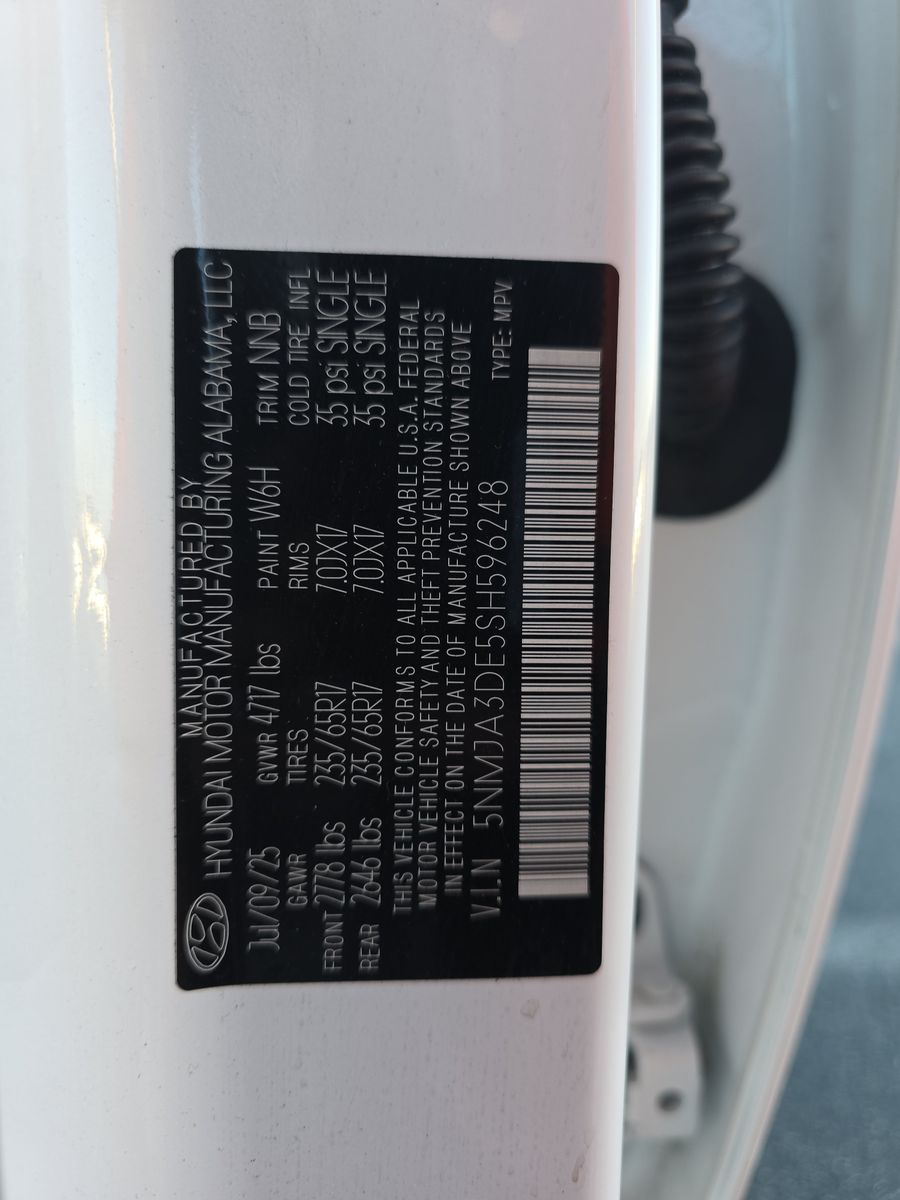 MANUFACTURED BY
HYUNDAI MOTOR MANUFACTURING ALABAMA, LLC
Jul/09/25 GVWR 4717 lbs PAINT W6H TRIM NNB
GAWR TIRES RIMS COLD TIRE INFL
FRONT 2778 lbs 235/65R17 7.0JX17 35 psi SINGLE
REAR 2646 lbs 235/65R17 7.0JX17 35 psi SINGLE
THIS VEHICLE CONFORMS TO ALL APPLICABLE U.S.A. FEDERAL
MOTOR VEHICLE SAFETY AND THEFT PREVENTION STANDARDS
IN EFFECT ON THE DATE OF MANUFACTURE SHOWN ABOVE
V.I.N 5NMJA3DE5SH596248 TYPE: MPV